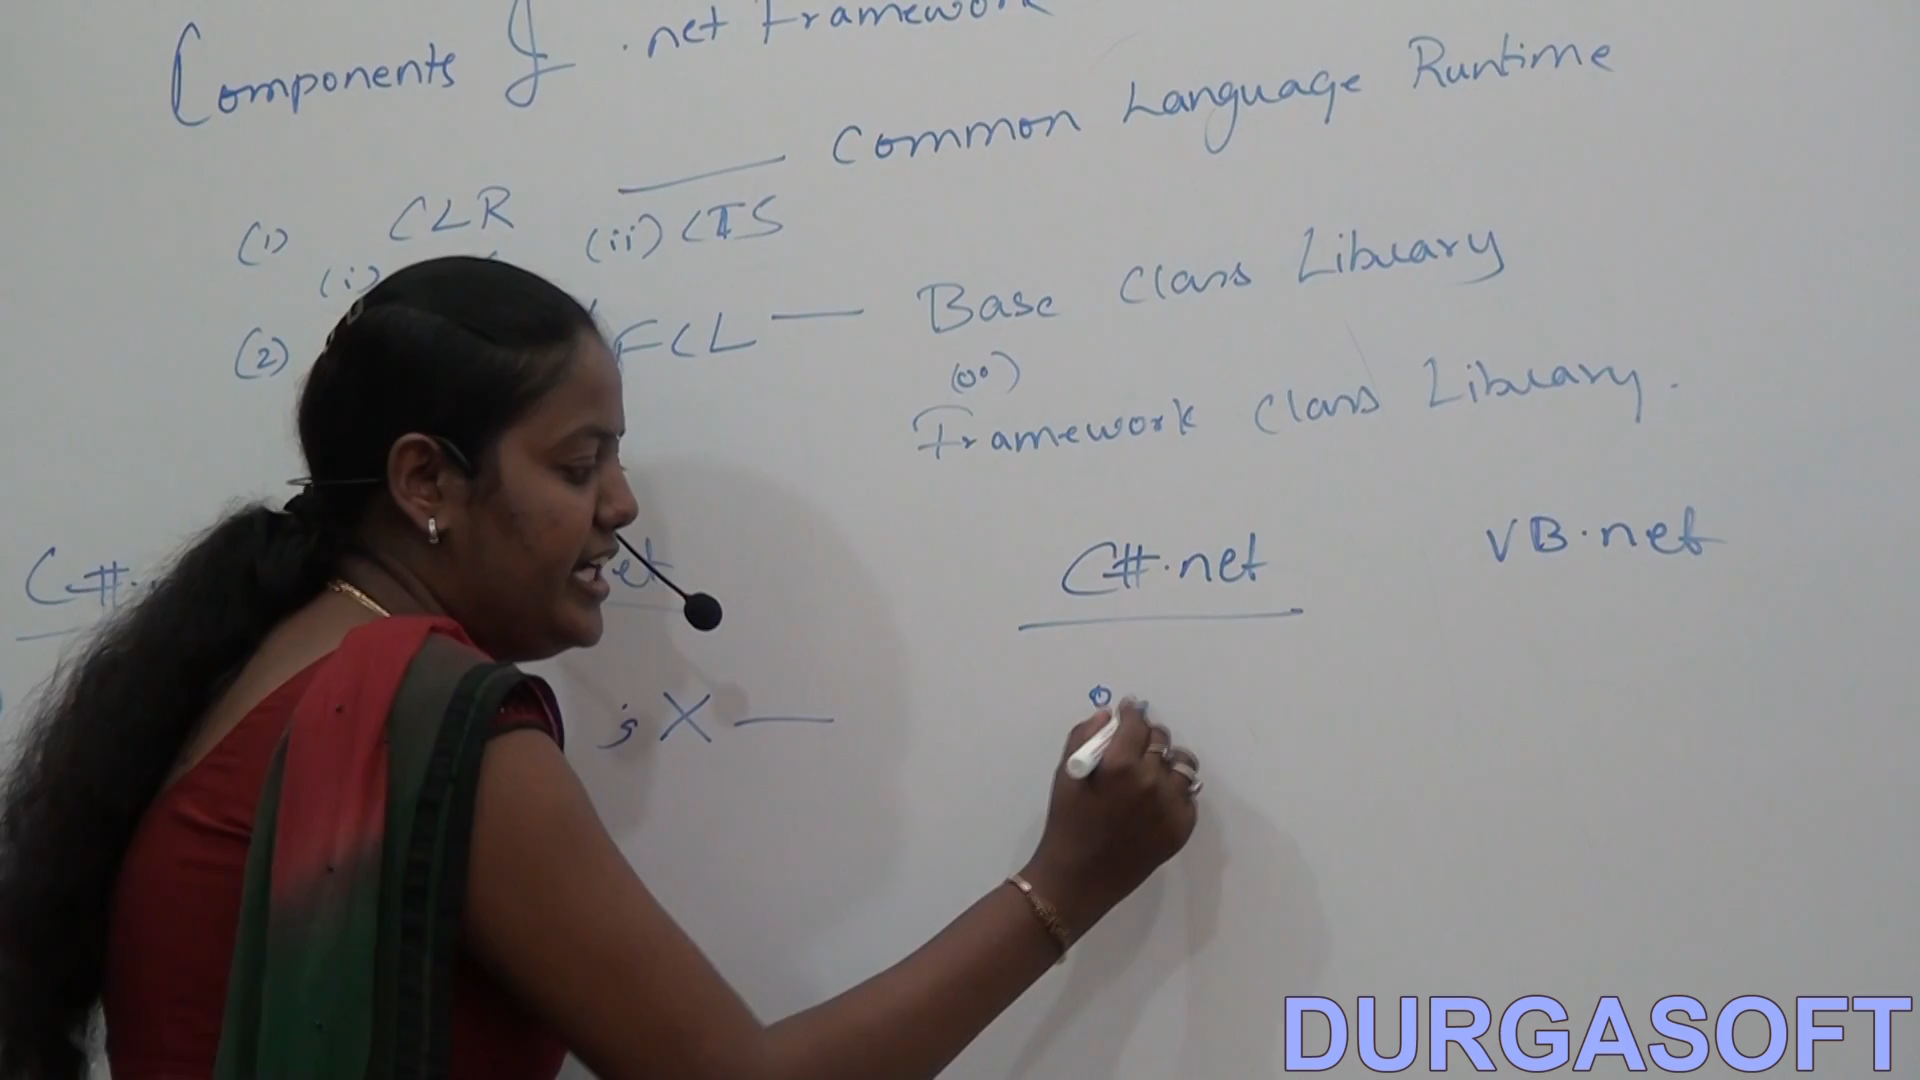 Components of .net Framework
(1) CLR ——— Common Language Runtime
(i) (ii) CTS
(2) FCL — Base Class Library
(or)
Framework Class Library.
C#. et C#.net VB.net
; X —
DURGASOFT